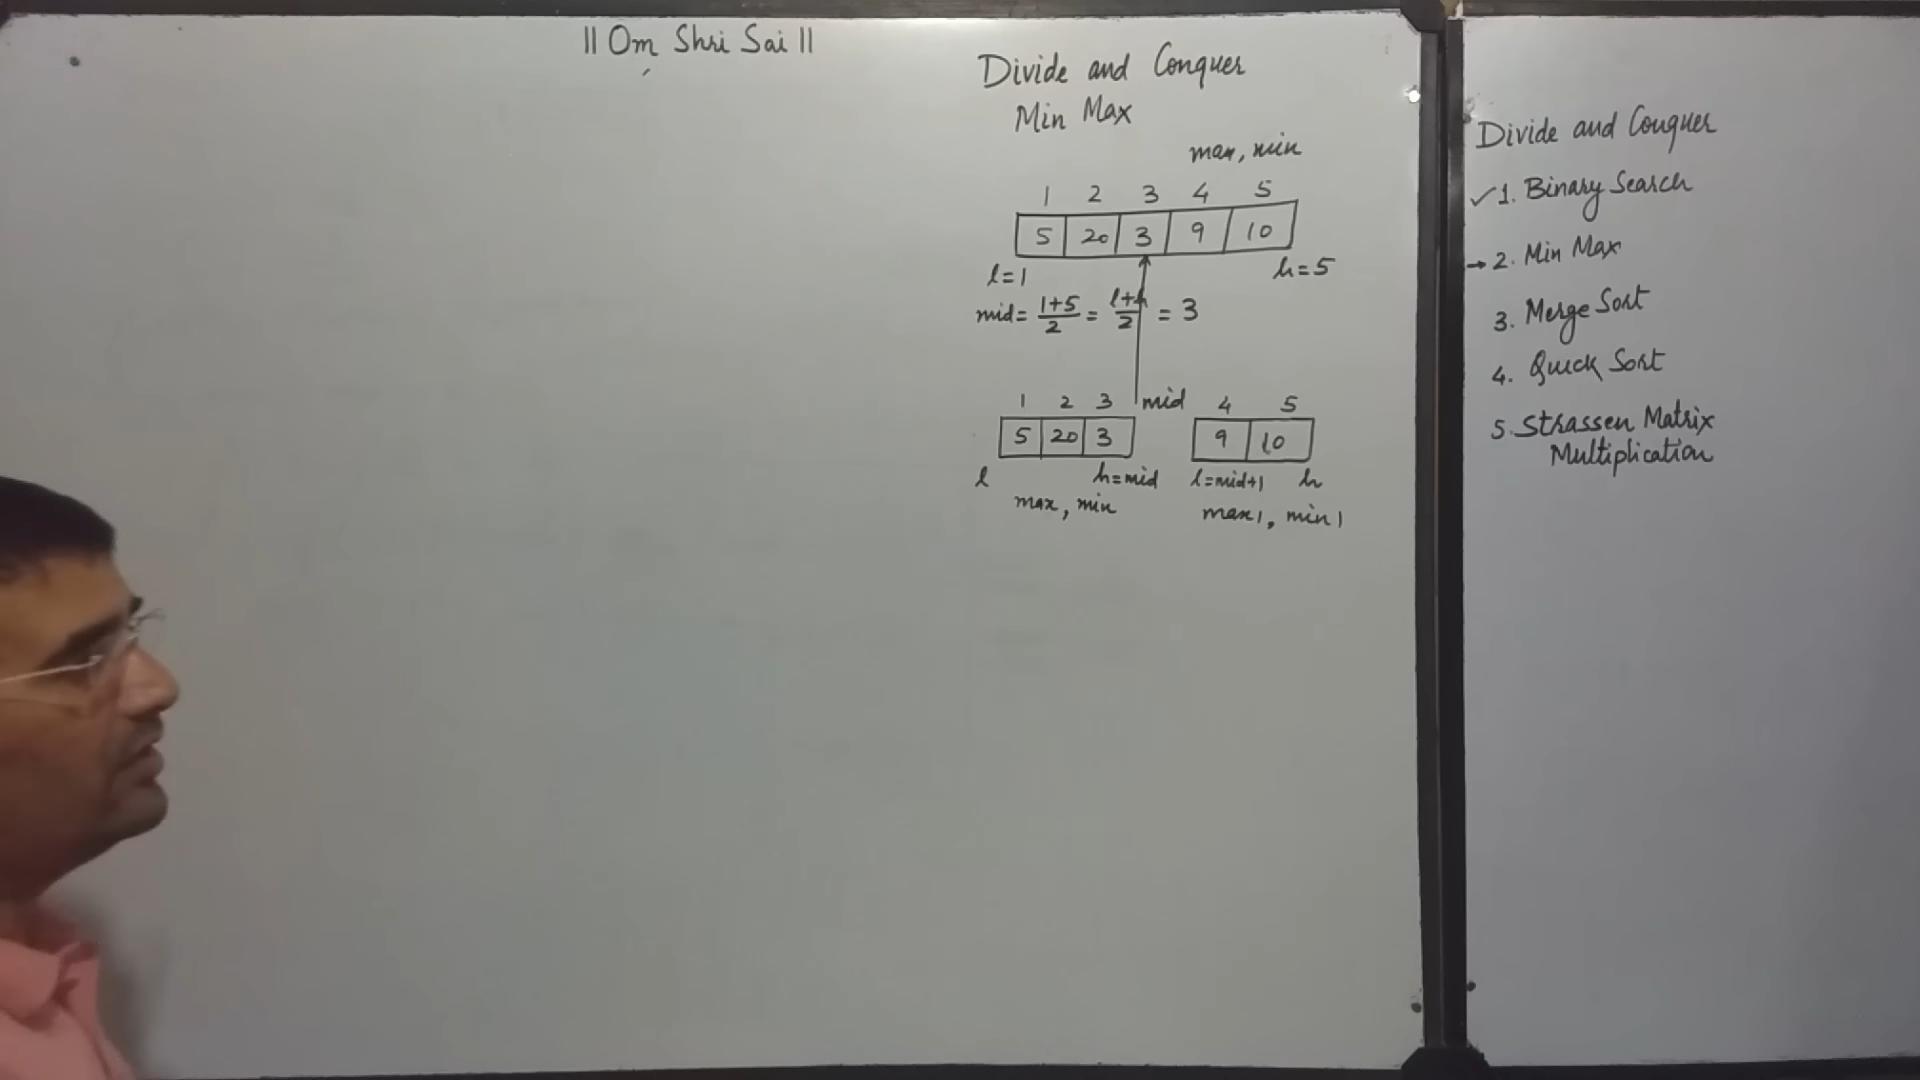 || Om Shri Sai ||
Divide and Conquer
Min Max
max, min
1 2 3 4 5
5 20 3 9 10
l=1 h=5
mid= 1+5/2 = l+h/2 = 3
1 2 3 mid 4 5
5 20 3 9 10
l h=mid l=mid+1 h
max, min max1, min1
Divide and Conquer
✓1. Binary Search
→2. Min Max
3. Merge Sort
4. Quick Sort
5. Strassen Matrix
Multiplication